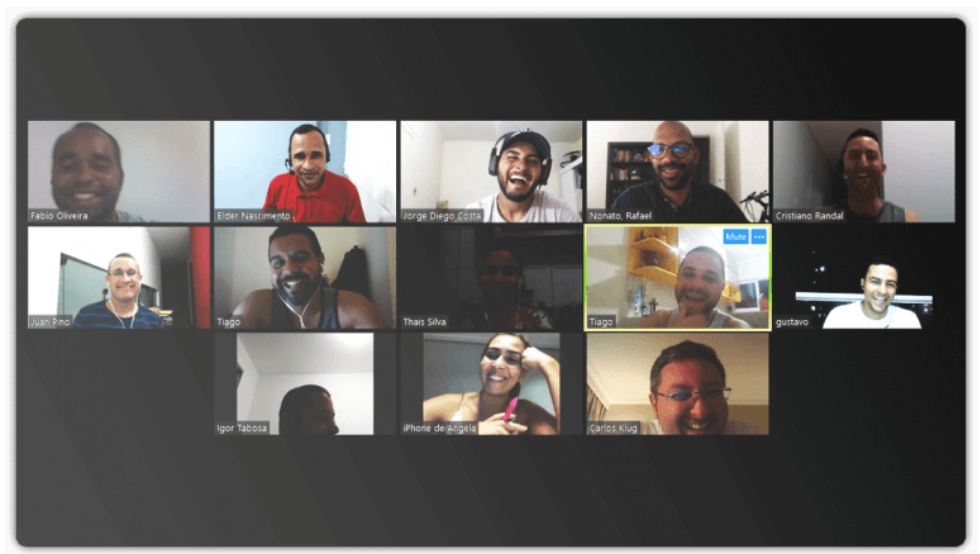 Fabio Oliveira
Elder Nascimento
Jorge Diego Costa
Nonato, Rafael
Cristiano Randal
Juan Pino
Tiago
Thais Silva
Mute
Tiago
gustavo
Igor Tabosa
iPhone de Angela
Carlos Klug